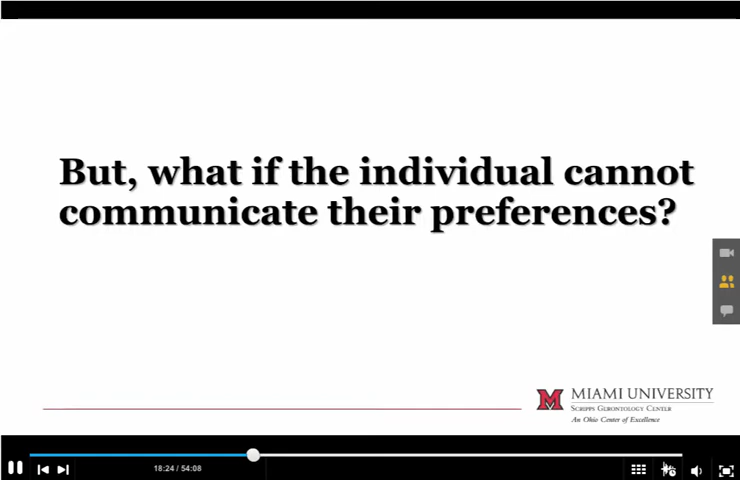 But, what if the individual cannot
communicate their preferences?
M
MIAMI UNIVERSITY
SCRIPPS GERONTOLOGY CENTER
An Ohio Center of Excellence
18:24 / 54:08